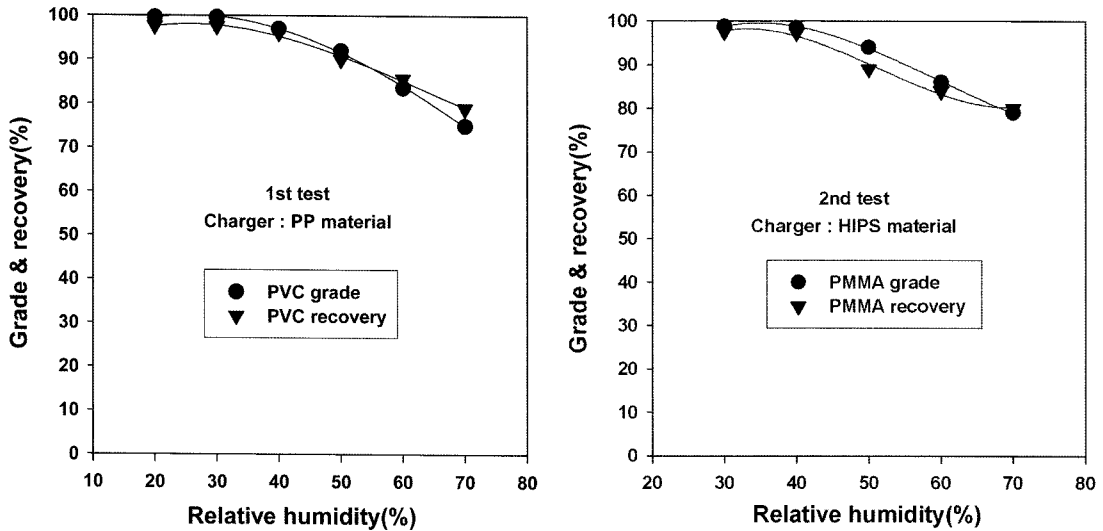 Grade & recovery(%)
100
90
80
70
60
50
40
30
20
10
0
1st test
Charger : PP material
PVC grade
PVC recovery
10 20 30 40 50 60 70 80
Relative humidity(%)
Grade & recovery(%)
100
90
80
70
60
50
40
30
20
10
0
2nd test
Charger : HIPS material
PMMA grade
PMMA recovery
20 30 40 50 60 70 80
Relative humidity(%)